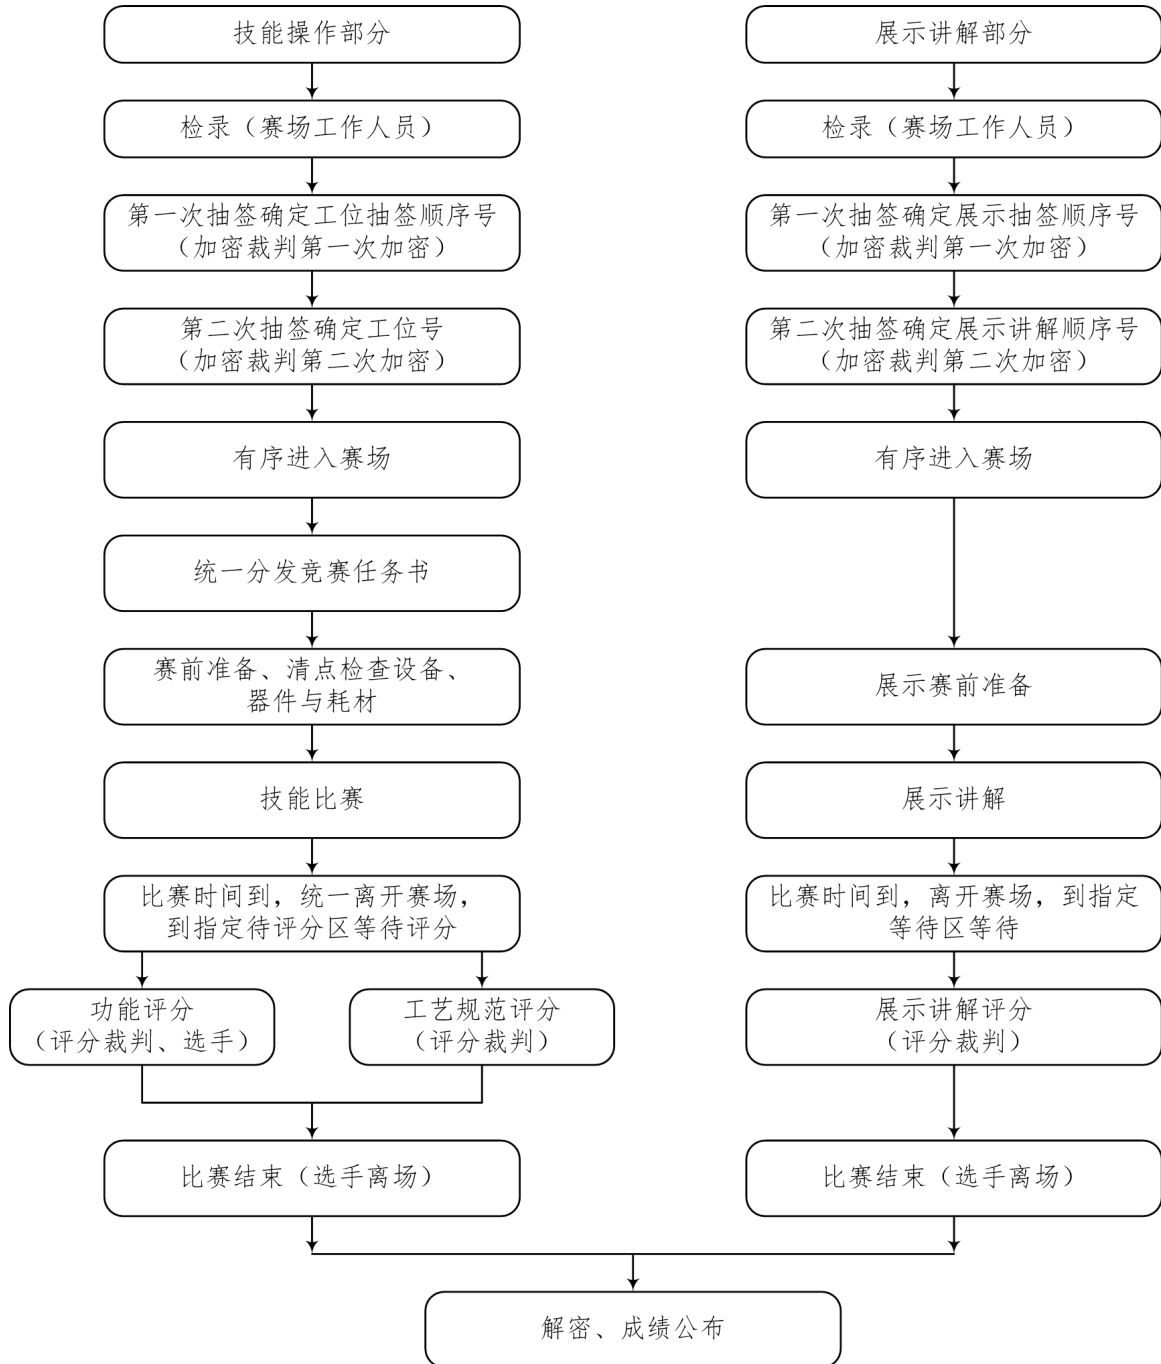 技能操作部分
检录（赛场工作人员）
第一次抽签确定工位抽签顺序号
（加密裁判第一次加密）
第二次抽签确定工位号
（加密裁判第二次加密）
有序进入赛场
统一分发竞赛任务书
赛前准备、清点检查设备、
器件与耗材
技能比赛
比赛时间到，统一离开赛场，
到指定待评分区等待评分
功能评分
（评分裁判、选手）
工艺规范评分
（评分裁判）
比赛结束（选手离场）
展示讲解部分
检录（赛场工作人员）
第一次抽签确定展示抽签顺序号
（加密裁判第一次加密）
第二次抽签确定展示讲解顺序号
（加密裁判第二次加密）
有序进入赛场
展示赛前准备
展示讲解
比赛时间到，离开赛场，到指定
等待区等待
展示讲解评分
（评分裁判）
比赛结束（选手离场）
解密、成绩公布